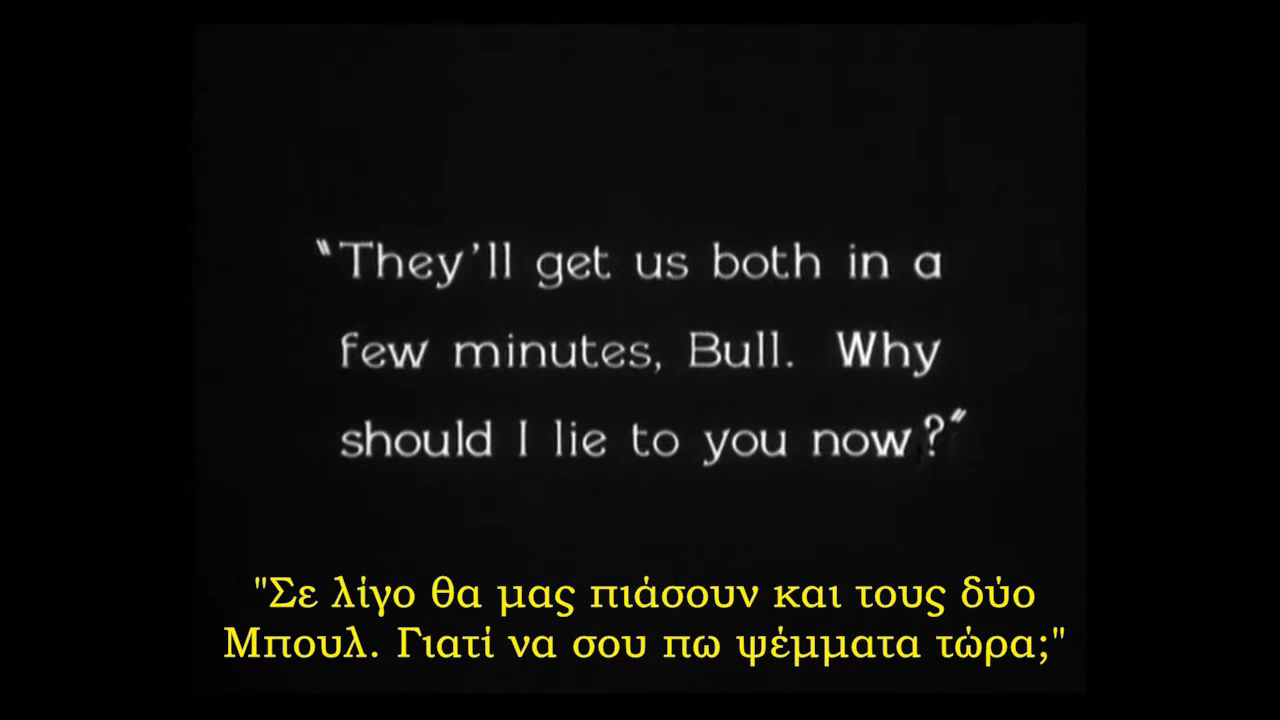 "They'll get us both in a
few minutes, Bull. Why
should I lie to you now?"
"Σε λίγο θα μας πιάσουν και τους δύο
Μπουλ. Γιατί να σου πω ψέμματα τώρα;"